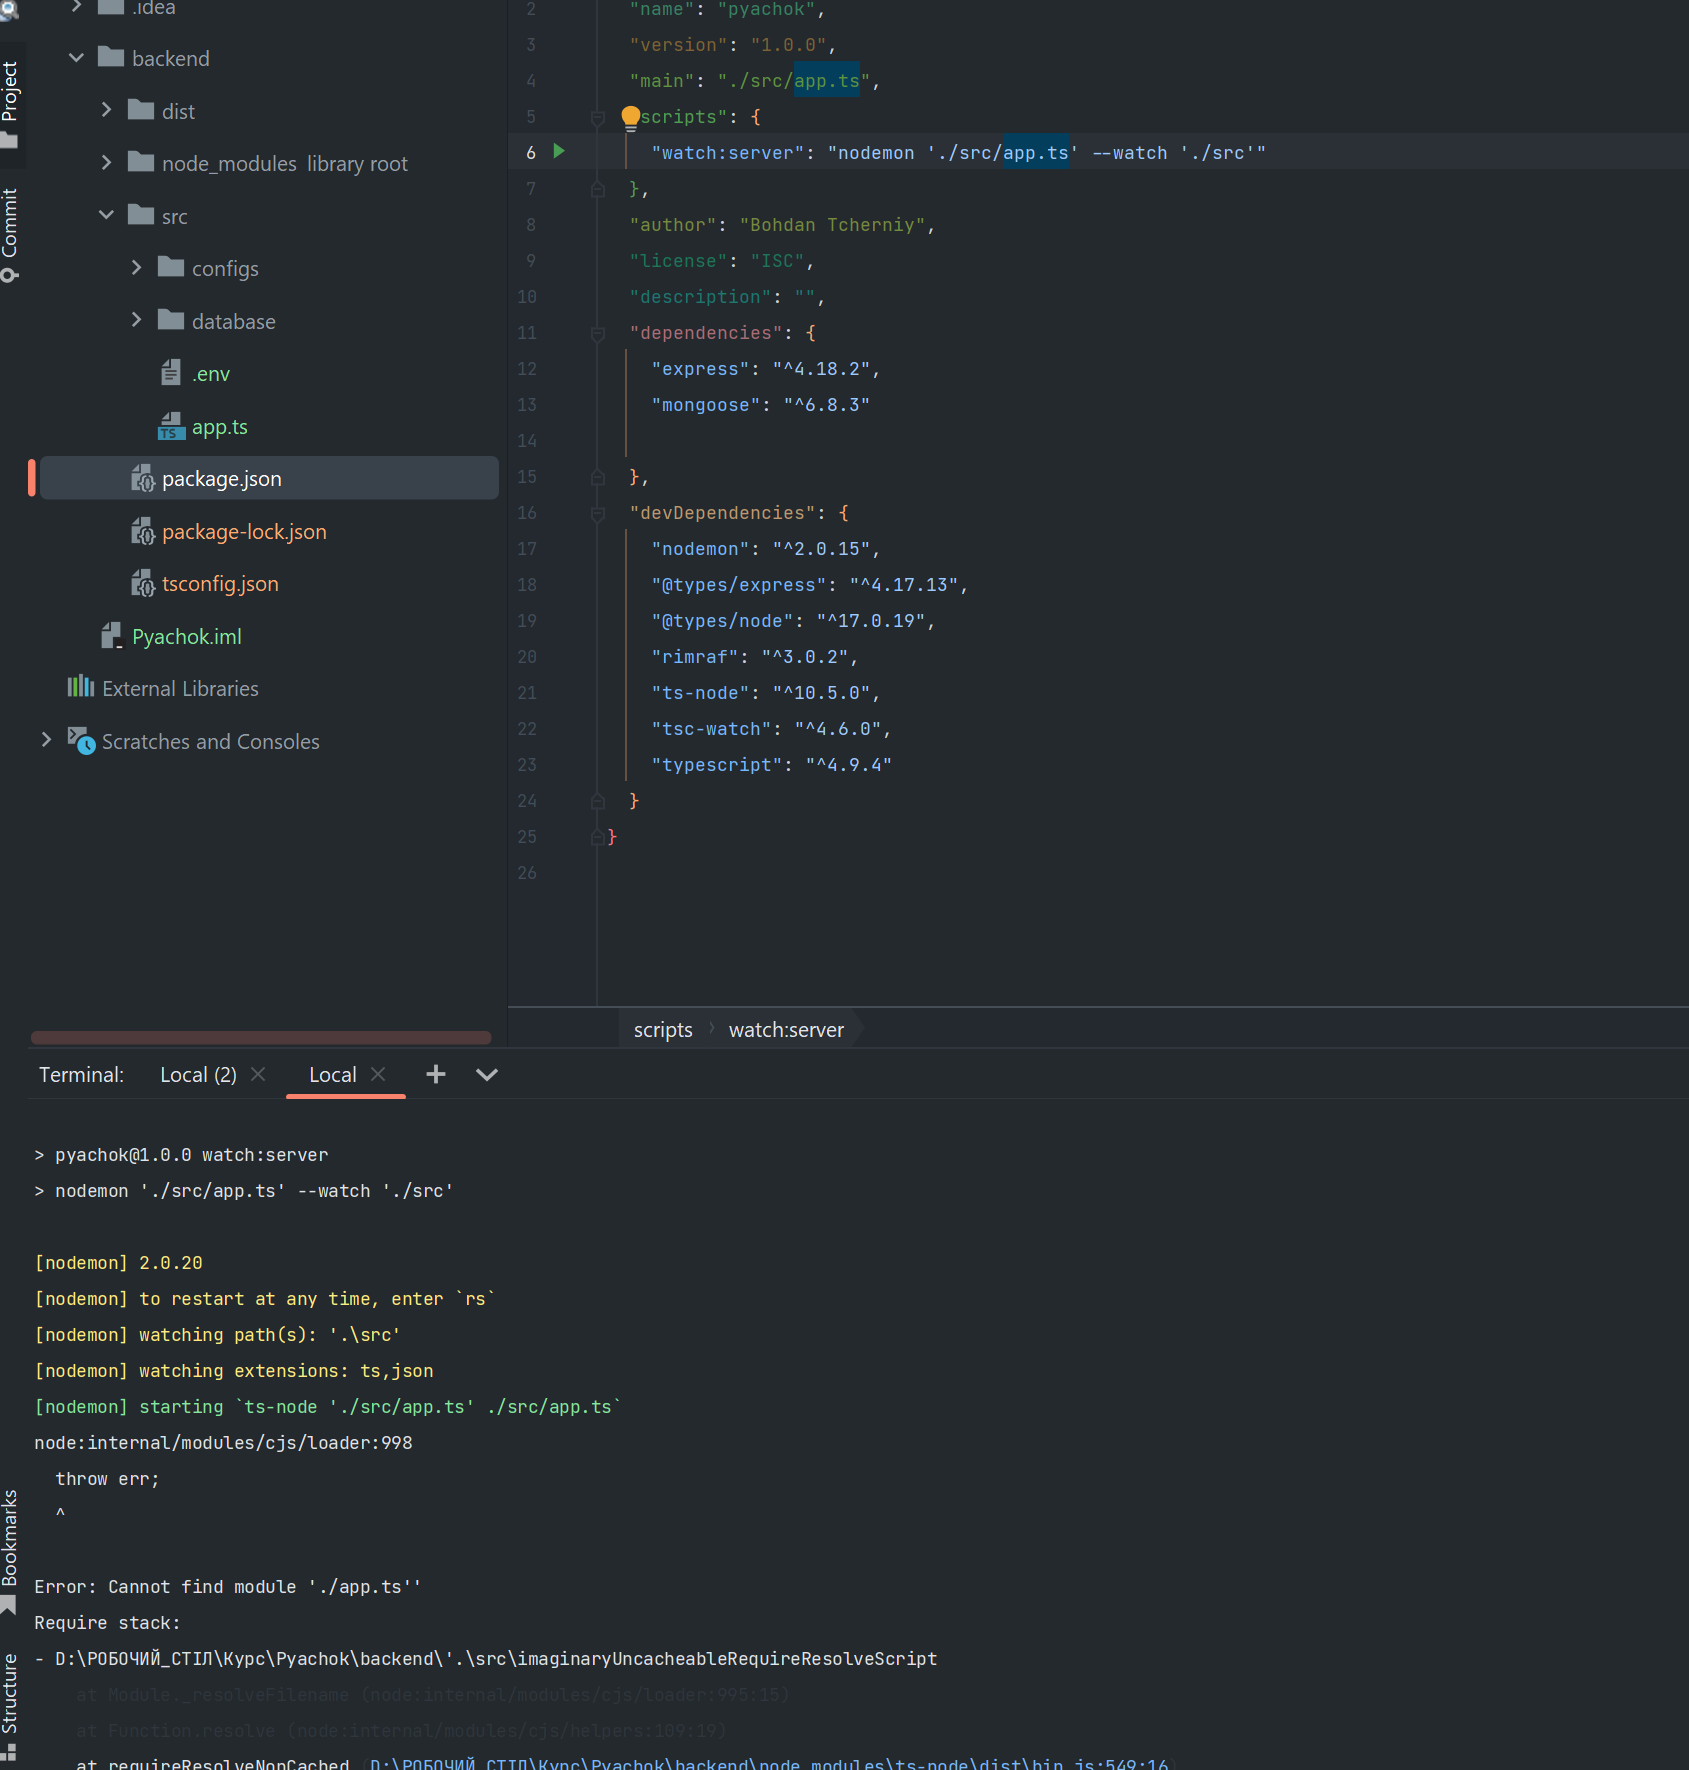 .idea
backend
dist
node_modules library root
src
configs
database
.env
app.ts
package.json
package-lock.json
tsconfig.json
Pyachok.iml
External Libraries
Scratches and Consoles
Project
Commit
Bookmarks
Structure
2 "name": "pyachok",
3 "version": "1.0.0",
4 "main": "./src/app.ts",
5 scripts": {
6 "watch:server": "nodemon './src/app.ts' --watch './src'"
7 },
8 "author": "Bohdan Tcherniy",
9 "license": "ISC",
10 "description": "",
11 "dependencies": {
12 "express": "^4.18.2",
13 "mongoose": "^6.8.3"
14
15 },
16 "devDependencies": {
17 "nodemon": "^2.0.15",
18 "@types/express": "^4.17.13",
19 "@types/node": "^17.0.19",
20 "rimraf": "^3.0.2",
21 "ts-node": "^10.5.0",
22 "tsc-watch": "^4.6.0",
23 "typescript": "^4.9.4"
24 }
25 }
26
scripts › watch:server
Terminal: Local (2) Local
> pyachok@1.0.0 watch:server
> nodemon './src/app.ts' --watch './src'
[nodemon] 2.0.20
[nodemon] to restart at any time, enter `rs`
[nodemon] watching path(s): '.\src'
[nodemon] watching extensions: ts,json
[nodemon] starting `ts-node './src/app.ts' ./src/app.ts`
node:internal/modules/cjs/loader:998
throw err;
^
Error: Cannot find module './app.ts''
Require stack:
- D:\РОБОЧИЙ_СТІЛ\Курс\Pyachok\backend\'.\src\imaginaryUncacheableRequireResolveScript
at Module._resolveFilename (node:internal/modules/cjs/loader:995:15)
at Function.resolve (node:internal/modules/cjs/helpers:109:19)
at requireResolveNonCached (D:\РОБОЧИЙ_СТІЛ\Курс\Pyachok\backend\node_modules\ts-node\dist\bin.js:549:16)